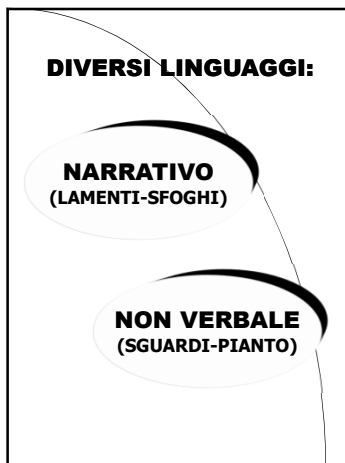 DIVERSI LINGUAGGI:
NARRATIVO
(LAMENTI-SFOGHI)
NON VERBALE
(SGUARDI-PIANTO)